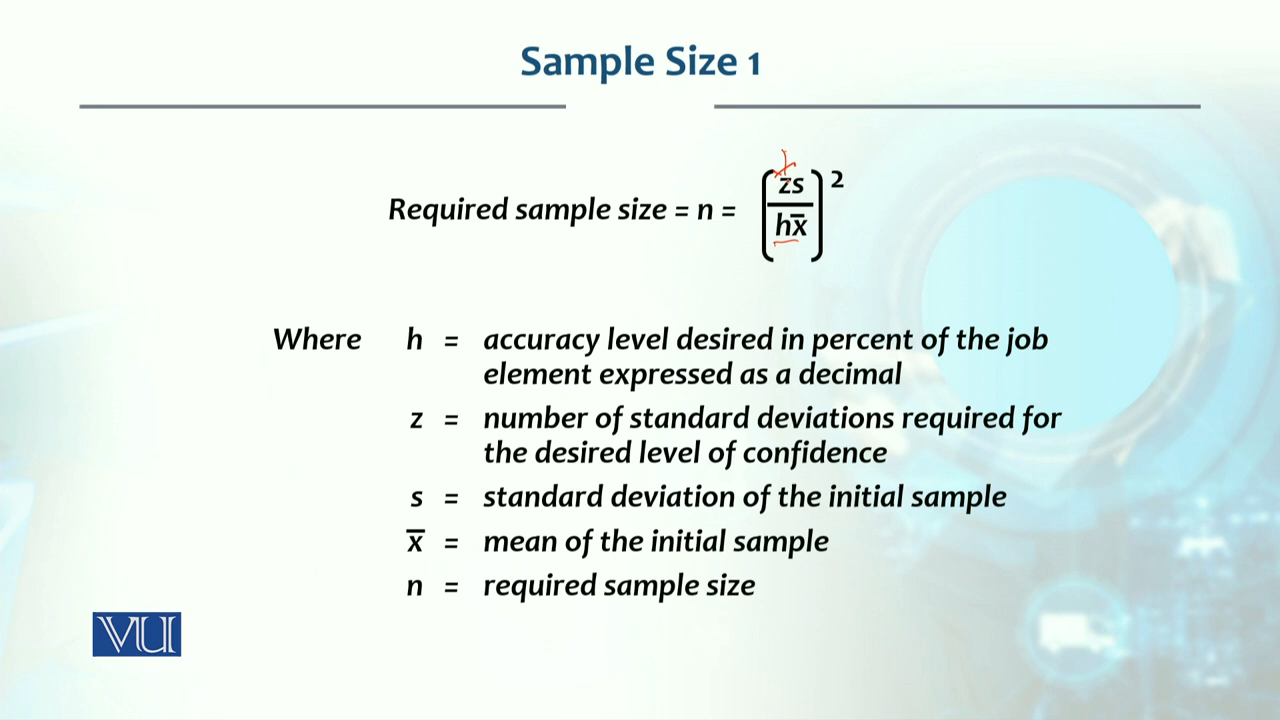 Sample Size 1
Required sample size = n = (zs / hx̄)²
Where h = accuracy level desired in percent of the job
element expressed as a decimal
z = number of standard deviations required for
the desired level of confidence
s = standard deviation of the initial sample
x̄ = mean of the initial sample
n = required sample size
VU